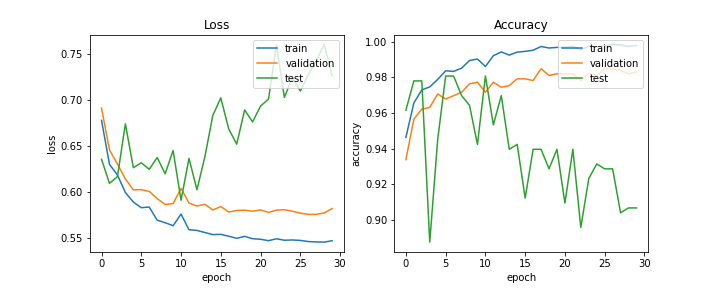 Loss
train
validation
test
0.75
0.70
0.65
0.60
0.55
loss
0
5
10
15
20
25
30
epoch
Accuracy
train
validation
test
1.00
0.98
0.96
0.94
0.92
0.90
accuracy
0
5
10
15
20
25
30
epoch